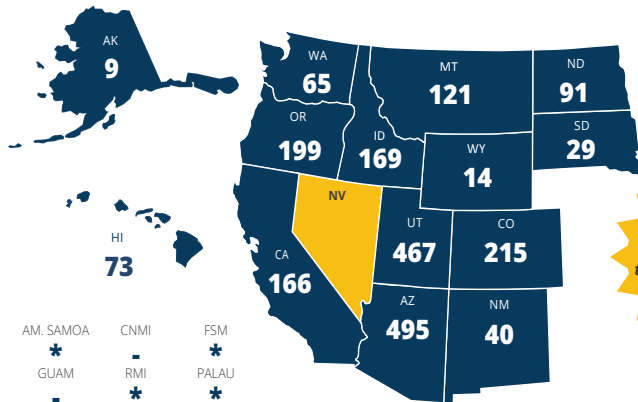 AK
9
WA
65
MT
121
ND
91
OR
199
ID
169
SD
29
WY
14
NV
HI
73
CA
166
UT
467
CO
215
AZ
495
NM
40
AM. SAMOA CNMI FSM
* - *
GUAM RMI PALAU
- * *